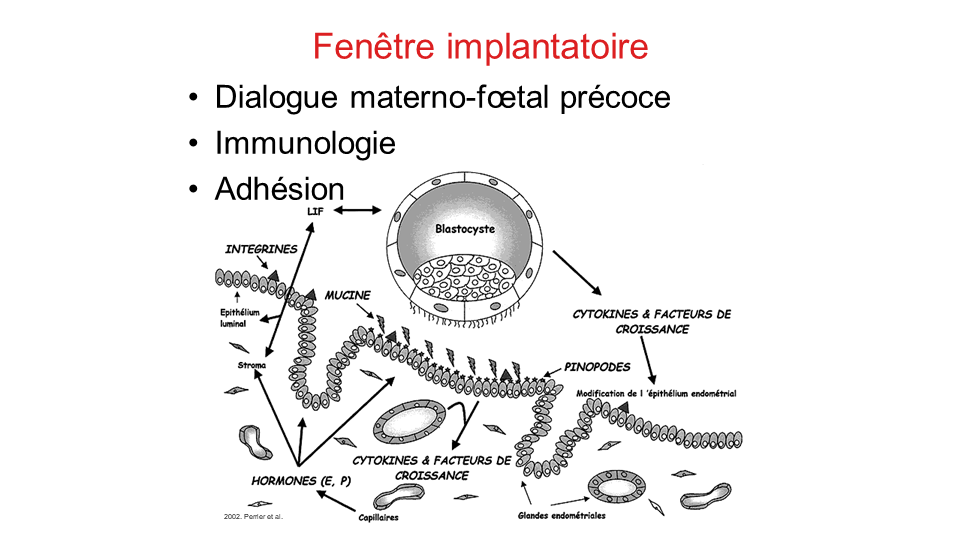 Fenêtre implantatoire
• Dialogue materno-fœtal précoce
• Immunologie
• Adhésion
LIF
Blastocyste
INTEGRINES
MUCINE
Epithélium
luminal
CYTOKINES & FACTEURS DE
CROISSANCE
Stroma
PINOPODES
Modification de l 'épithélium endométrial
CYTOKINES & FACTEURS DE
CROISSANCE
HORMONES (E, P)
2002. Perrier et al.
Capillaires
Glandes endométriales